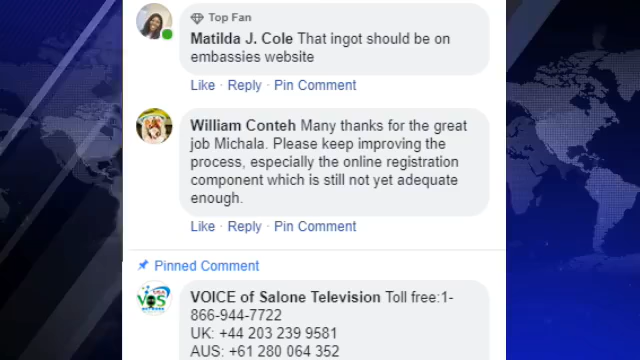 Top Fan
Matilda J. Cole That ingot should be on
embassies website
Like · Reply · Pin Comment
William Conteh Many thanks for the great
job Michala. Please keep improving the
process, especially the online registration
component which is still not yet adequate
enough.
Like · Reply · Pin Comment
Pinned Comment
VOICE of Salone Television Toll free:1-
866-944-7722
UK: +44 203 239 9581
AUS: +61 280 064 352